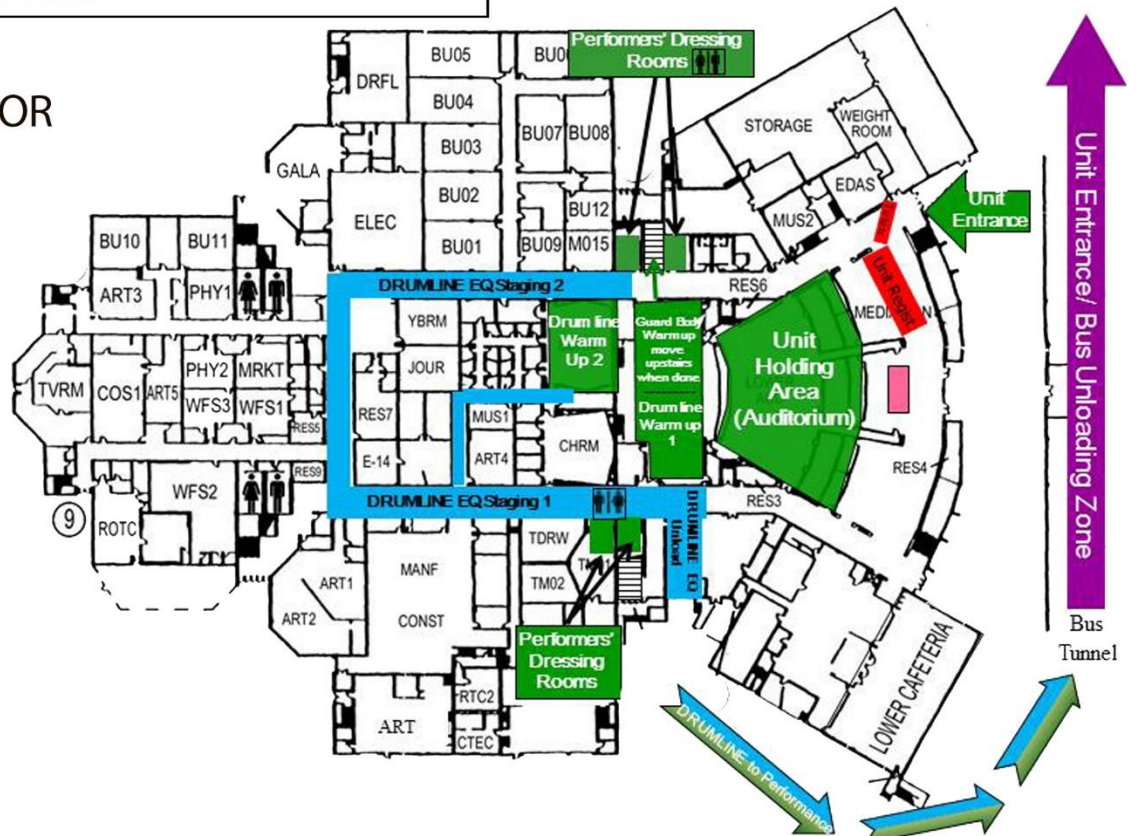 OR
Performers' Dressing
Rooms
BU05
DRFL
BU04
BU03
BU07
BU08
GALA
BU02
ELEC
BU01
BU12
BU09
M015
STORAGE
WEIGHT
ROOM
EDAS
MUS2
Unit
Entrance
Unit Entrance/ Bus Unloading Zone
BU10
BU11
ART3
PHY1
DRUMLINE EQ Staging 2
RES6
Unit Regist
YBRM
JOUR
Drum line
Warm
Up 2
Guard Body
Warm up
move
upstairs
when done
Drum line
Warm up
1
Unit
Holding
Area
(Auditorium)
TVRM
COS1
ART5
PHY2
MRKT
WFS3
WFS1
RES5
RES7
MUS1
CHRM
RES9
E-14
ART4
RES4
WFS2
9
ROTC
DRUMLINE EQ Staging 1
DRUMLINE EQ
Unload
RES3
TDRW
TM02
MANF
ART1
ART2
CONST
Performers'
Dressing
Rooms
RTC2
ART
CTEC
LOWER CAFETERIA
Bus
Tunnel
DRUMLINE to Performance